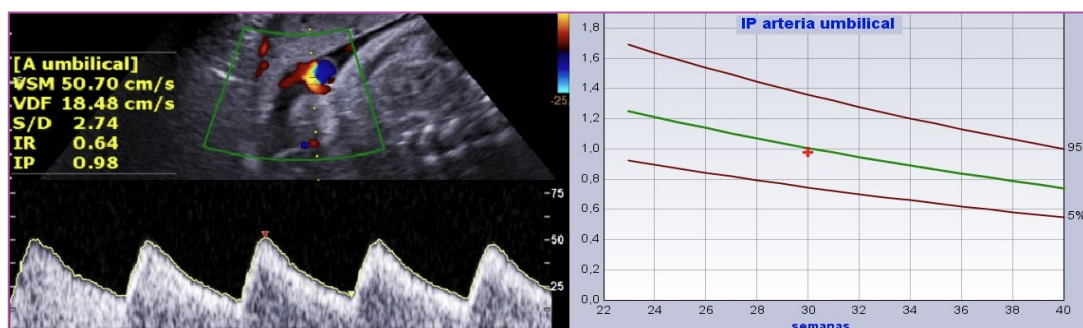 [A umbilical]
VSM 50.70 cm/s
VDF 18.48 cm/s
S/D 2.74
IR 0.64
IP 0.98
-25
75
50
25
IP arteria umbilical
1,8
1,6
1,4
1,2
1,0
0,8
0,6
0,4
0,2
0,0
95
5%
22 24 26 28 30 32 34 36 38 40
semanas